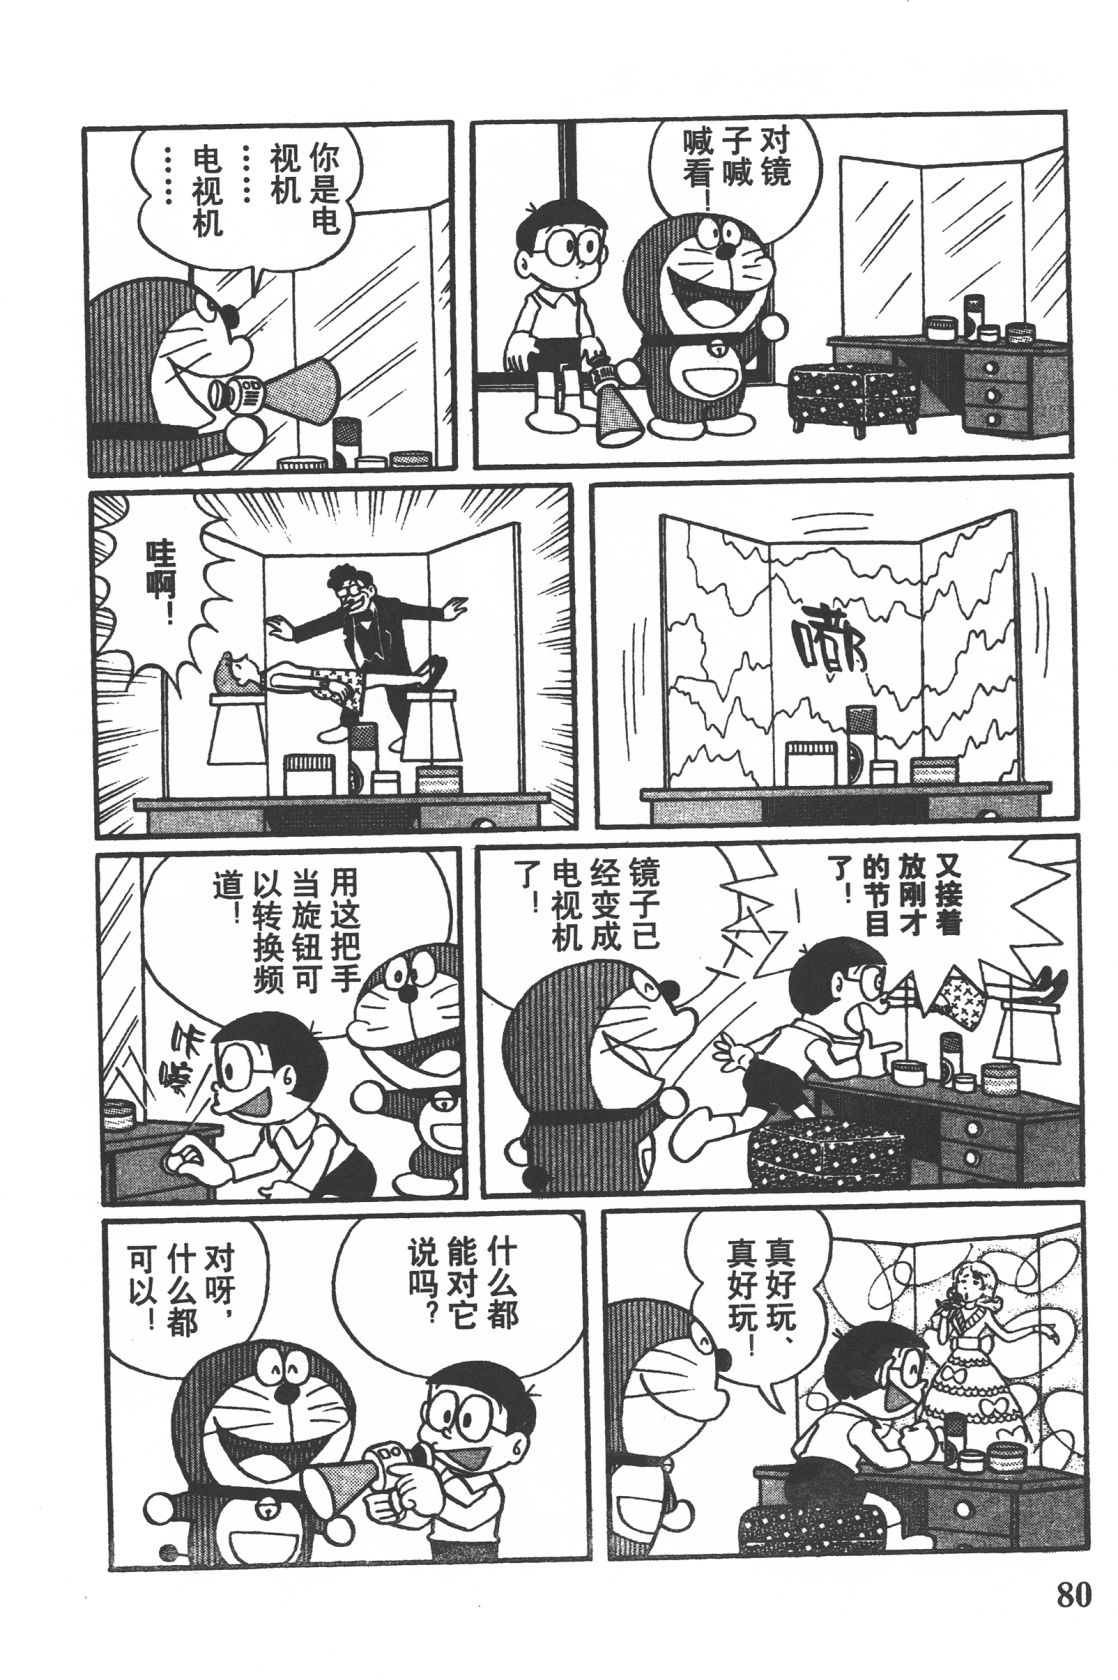 对镜
子喊
喊看！
你是电
视机
……
电视机
……
嘟
哇啊！
又接着
放刚才
的节目
了！
镜子已
经变成
电视机
了！
用这把手
当旋钮可
以转换频
道！
咔嚓
真好玩、
真好玩！
什么都
能对它
说吗？
对呀，
什么都
可以！
80